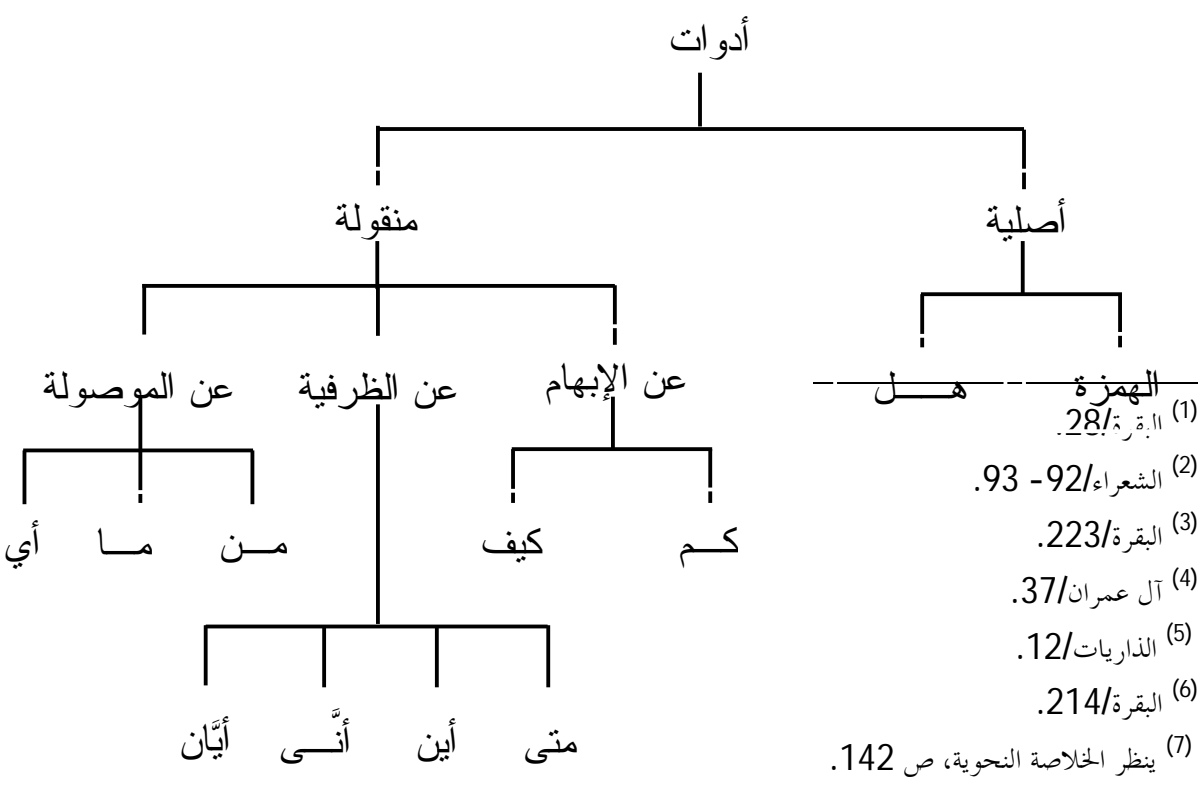 أدوات
أصلية منقولة
الهمزة هـــل عن الإبهام عن الظرفية عن الموصولة
كـــم كيف مـــن مـــا أي
متى أين أنَّـــى أيَّان
(1) البقرة/28.
(2) الشعراء/92- 93.
(3) البقرة/223.
(4) آل عمران/37.
(5) الذاريات/12.
(6) البقرة/214.
(7) ينظر الخلاصة النحوية، ص 142.